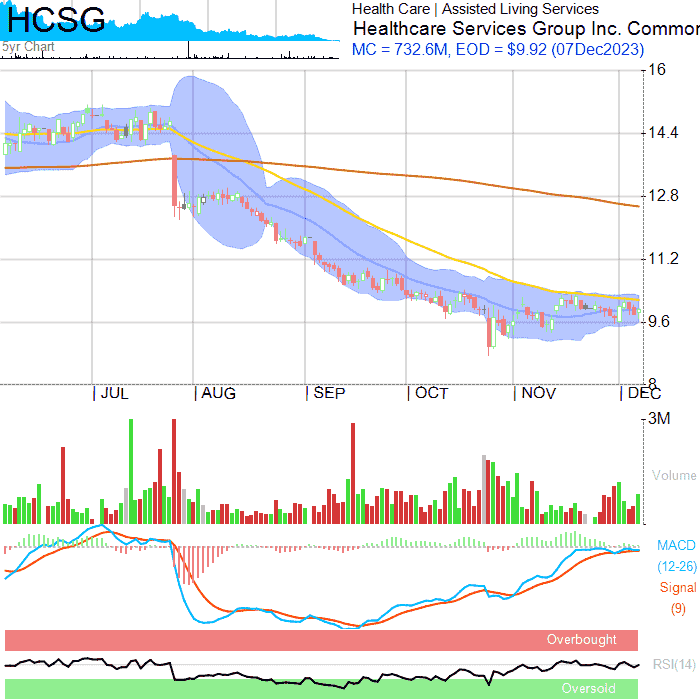 HCSG
5yr Chart
Health Care | Assisted Living Services
Healthcare Services Group Inc. Common
MC = 732.6M, EOD = $9.92 (07Dec2023)
16
14.4
12.8
11.2
9.6
8
JUL AUG SEP OCT NOV DEC
3M
Volume
MACD
(12-26)
Signal
(9)
Overbought
RSI(14)
Oversold